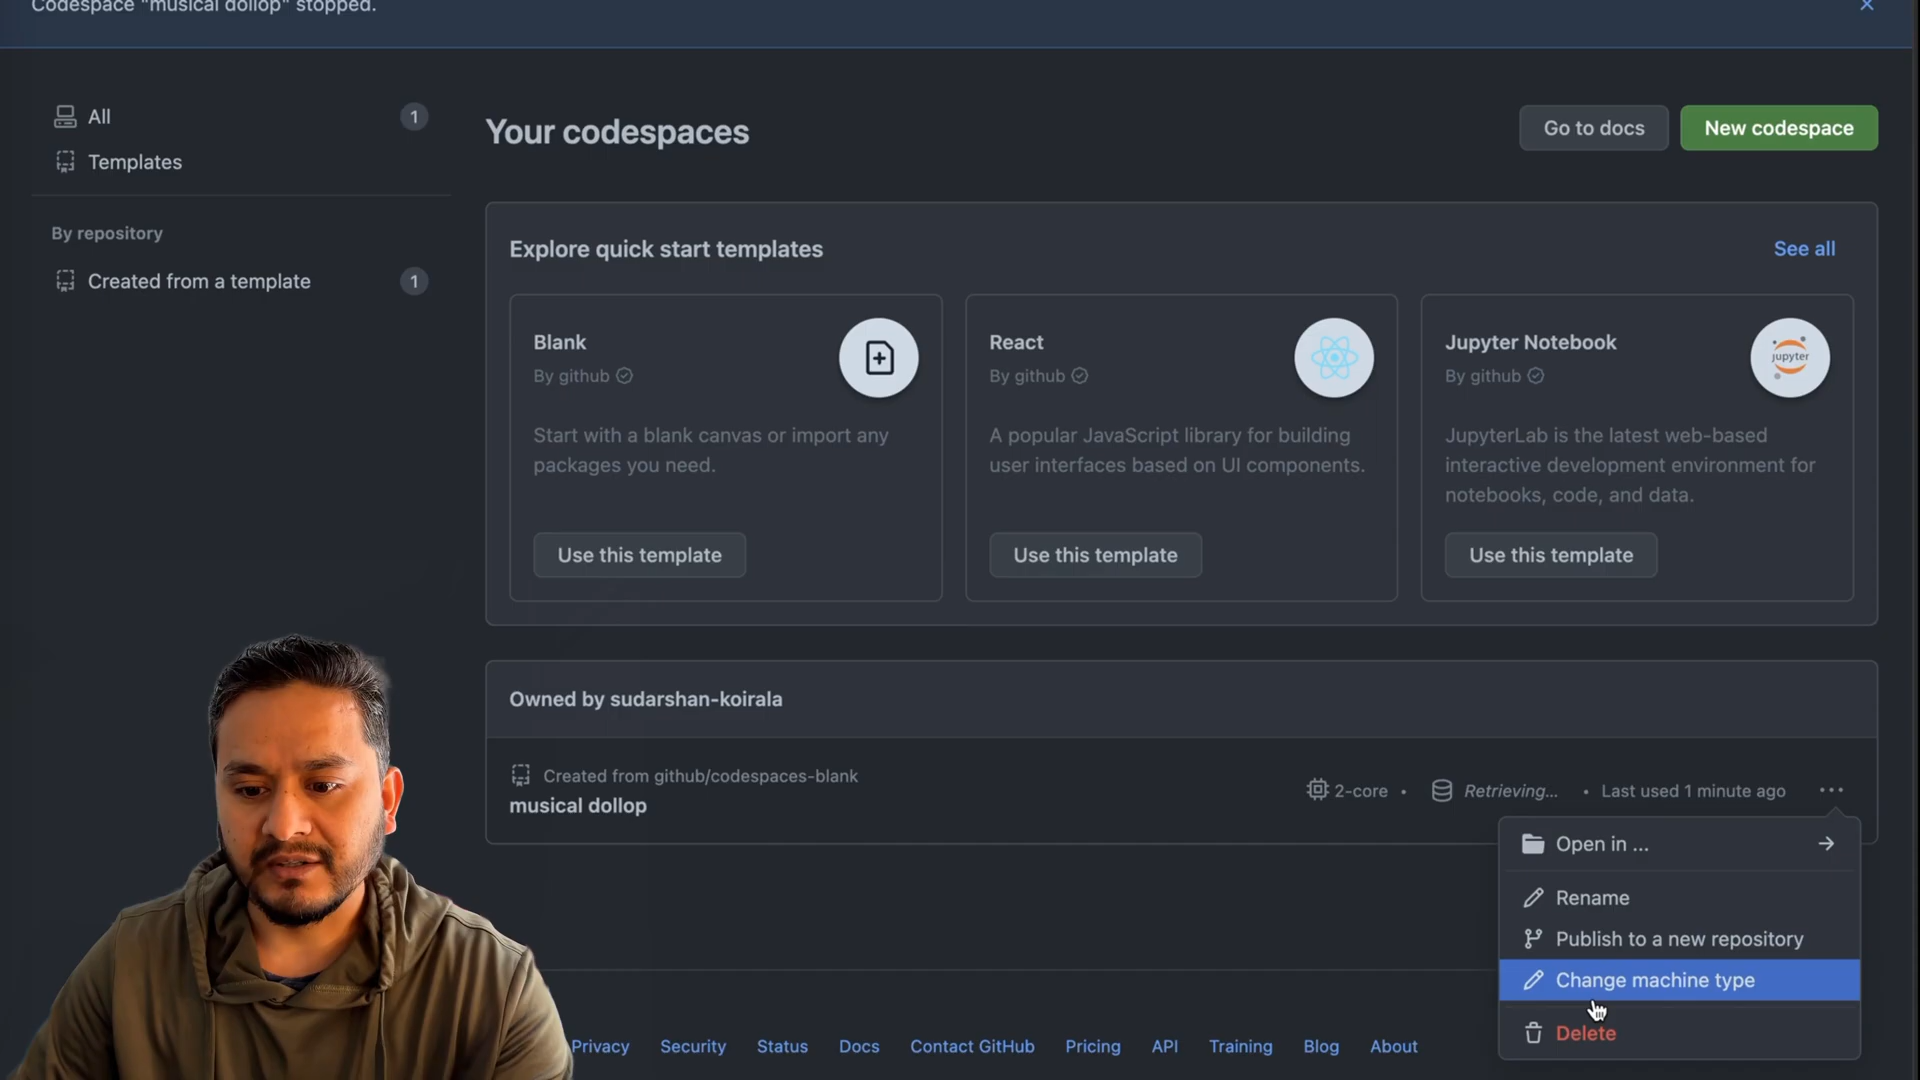 Codespace "musical dollop" stopped.
All
1
Templates
By repository
Created from a template
1
Your codespaces
Go to docs
New codespace
Explore quick start templates
See all
Blank
By github
Start with a blank canvas or import any
packages you need.
Use this template
React
By github
A popular JavaScript library for building
user interfaces based on UI components.
Use this template
Jupyter Notebook
By github
jupyter
JupyterLab is the latest web-based
interactive development environment for
notebooks, code, and data.
Use this template
Owned by sudarshan-koirala
Created from github/codespaces-blank
musical dollop
2-core • Retrieving... • Last used 1 minute ago
Open in ...
Rename
Publish to a new repository
Change machine type
Delete
Privacy Security Status Docs Contact GitHub Pricing API Training Blog About